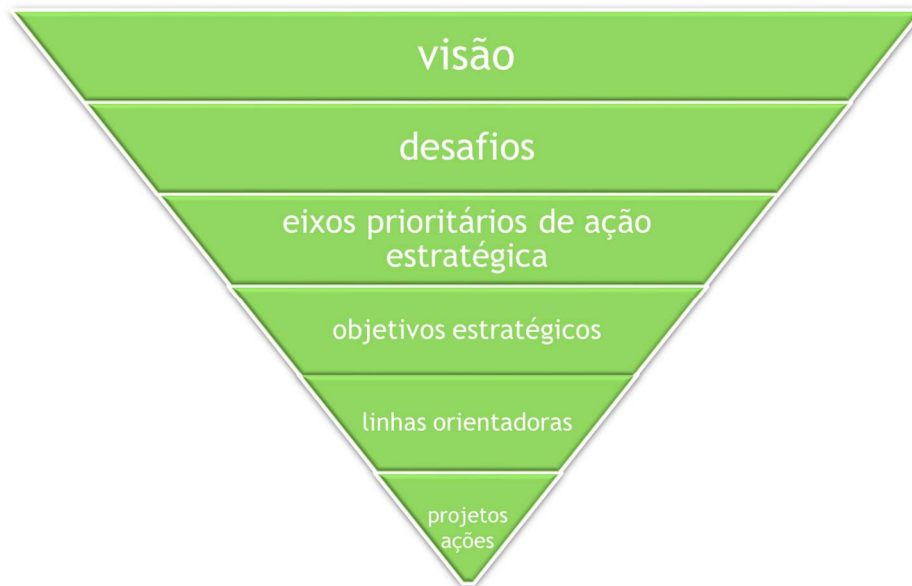 visão
desafios
eixos prioritários de ação
estratégica
objetivos estratégicos
linhas orientadoras
projetos
ações